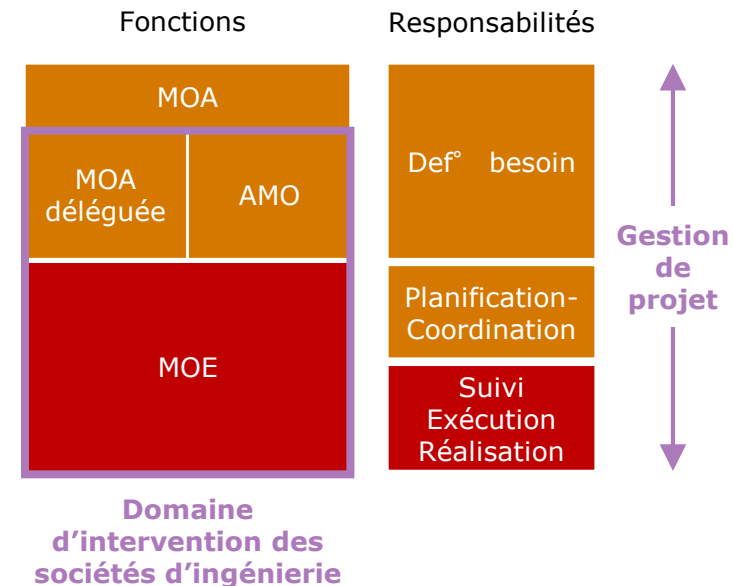 Fonctions
Responsabilités
MOA
MOA
déléguée
AMO
MOE
Def° besoin
Planification-
Coordination
Suivi
Exécution
Réalisation
Gestion
de
projet
Domaine
d’intervention des
sociétés d’ingénierie